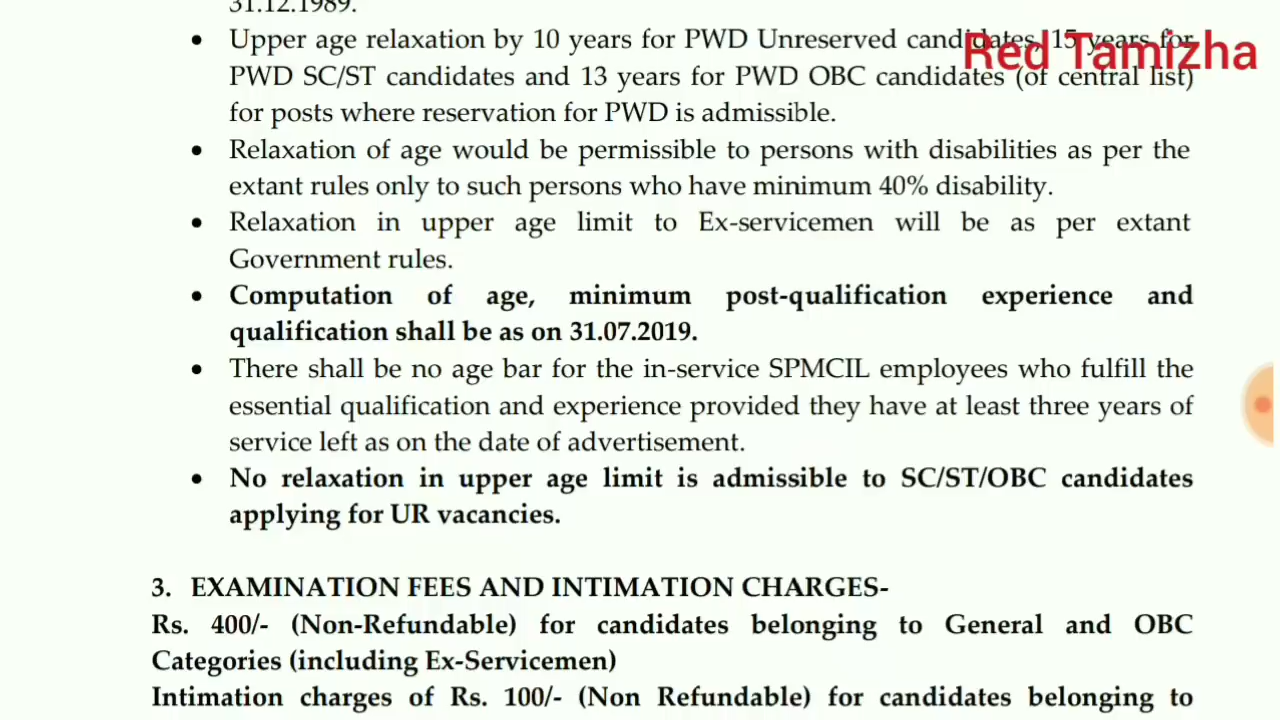 31.12.1989.
• Upper age relaxation by 10 years for PWD Unreserved candidates, 15 years for
PWD SC/ST candidates and 13 years for PWD OBC candidates (of central list)
for posts where reservation for PWD is admissible.
• Relaxation of age would be permissible to persons with disabilities as per the
extant rules only to such persons who have minimum 40% disability.
• Relaxation in upper age limit to Ex-servicemen will be as per extant
Government rules.
• Computation of age, minimum post-qualification experience and
qualification shall be as on 31.07.2019.
• There shall be no age bar for the in-service SPMCIL employees who fulfill the
essential qualification and experience provided they have at least three years of
service left as on the date of advertisement.
• No relaxation in upper age limit is admissible to SC/ST/OBC candidates
applying for UR vacancies.
3. EXAMINATION FEES AND INTIMATION CHARGES-
Rs. 400/- (Non-Refundable) for candidates belonging to General and OBC
Categories (including Ex-Servicemen)
Intimation charges of Rs. 100/- (Non Refundable) for candidates belonging to
Red Tamizha